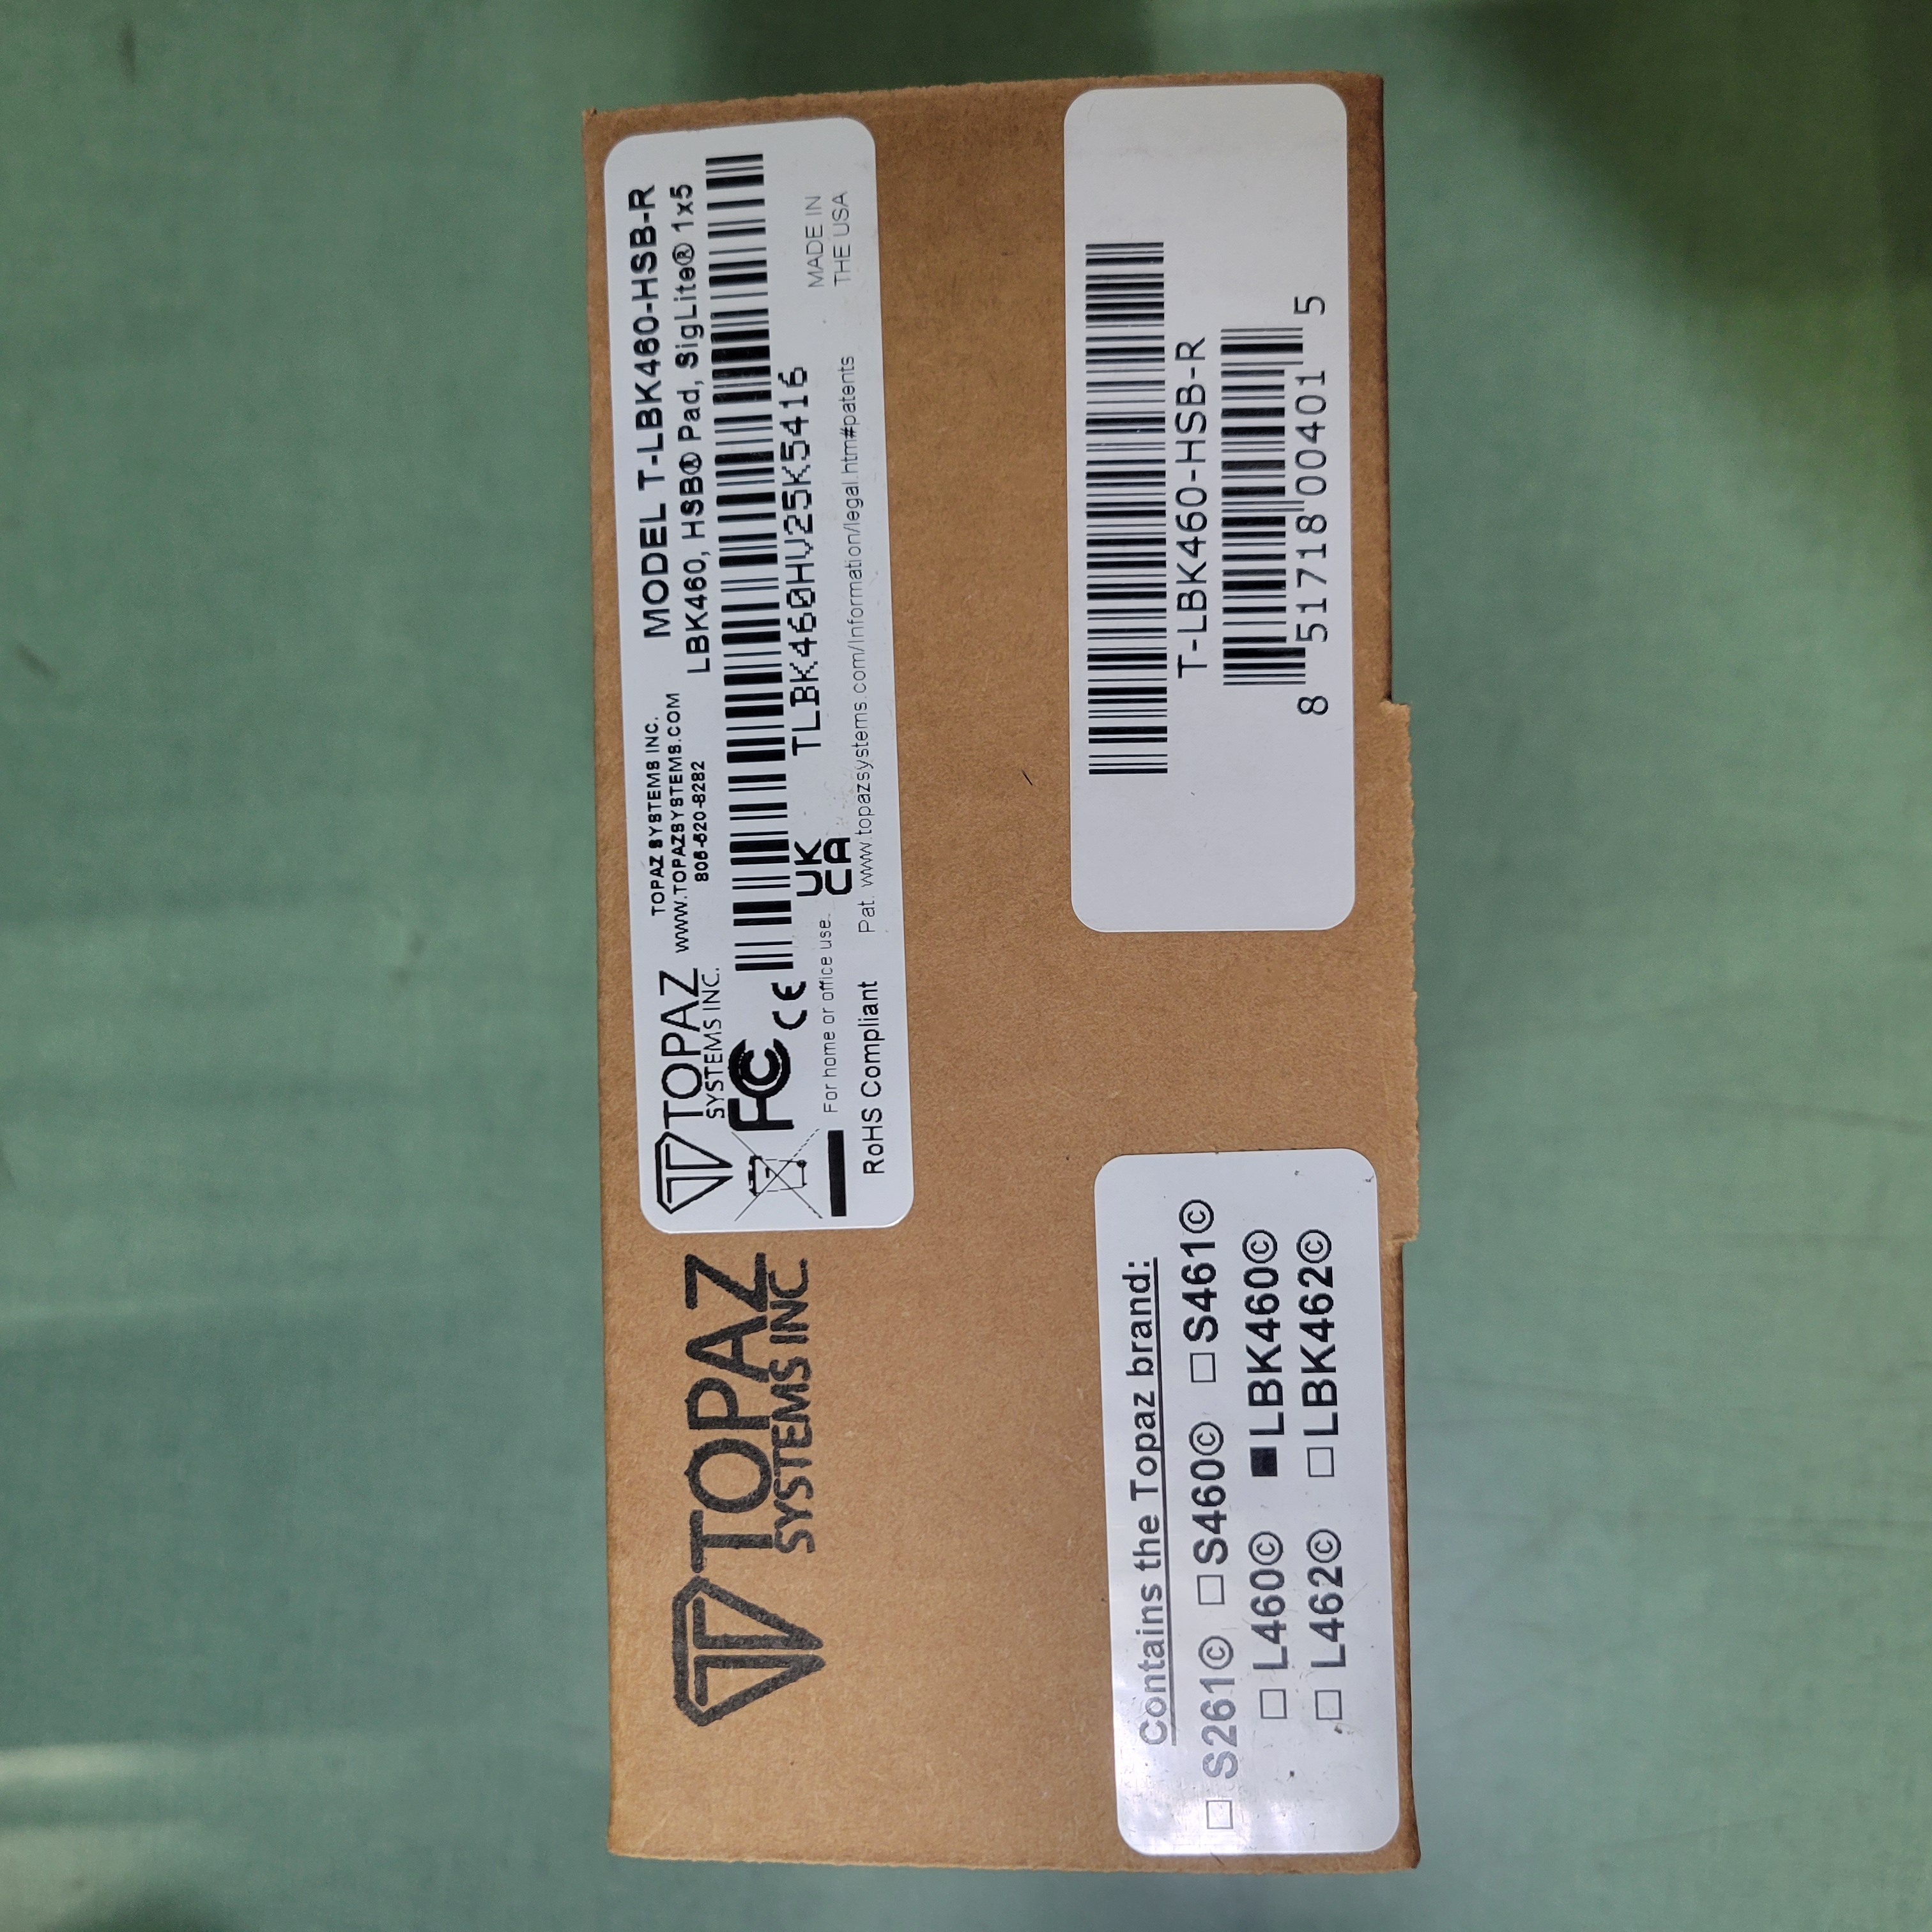 TOPAZ
SYSTEMS INC.
TOPAZ SYSTEMS INC.
WWW.TOPAZSYSTEMS.COM
806-520-8282
MODEL T-LBK460-HSB-R
LBK460, HSB® Pad, SigLite® 1x5
FC CE
TLBK460HV25K5416
UK
CA
For home or office use.
MADE IN
THE USA
RoHS Compliant
Pat. www.topazsystems.com/information/legal.htm#patents
TOPAZ
SYSTEMS INC.
T-LBK460-HSB-R
8 51718 00401 5
Contains the Topaz brand:
□ S261© □ S460© □ S461©
□ L460© ■ LBK460©
□ L462© □ LBK462©